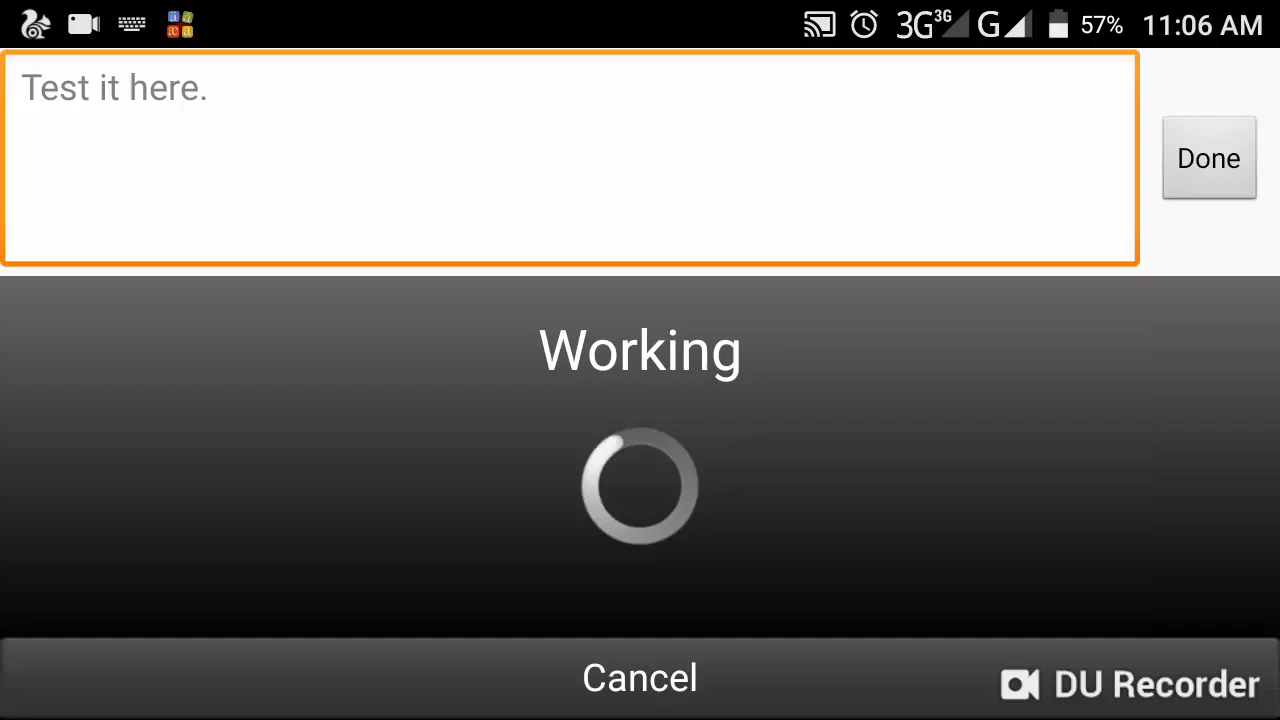 3G 3G G 57% 11:06 AM
Test it here.
Done
Working
Cancel
DU Recorder